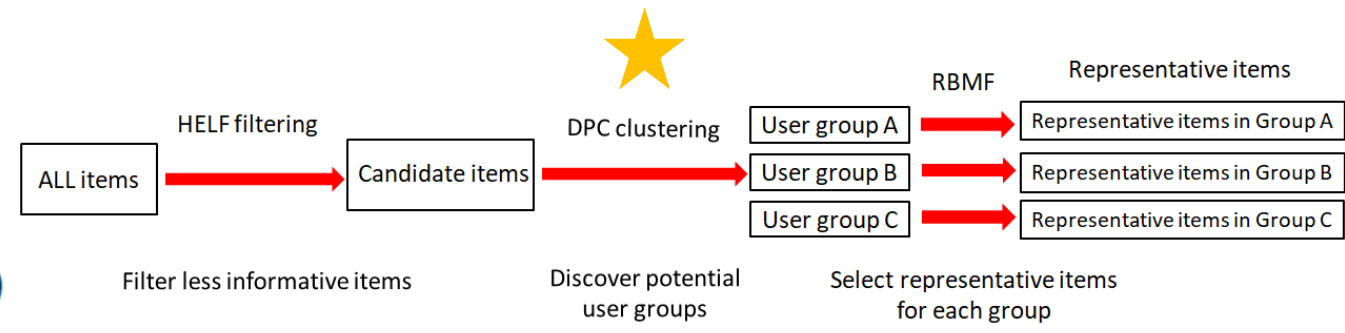 RBMF
Representative items
HELF filtering
DPC clustering
User group A
Representative items in Group A
ALL items
Candidate items
User group B
Representative items in Group B
User group C
Representative items in Group C
Filter less informative items
Discover potential
user groups
Select representative items
for each group